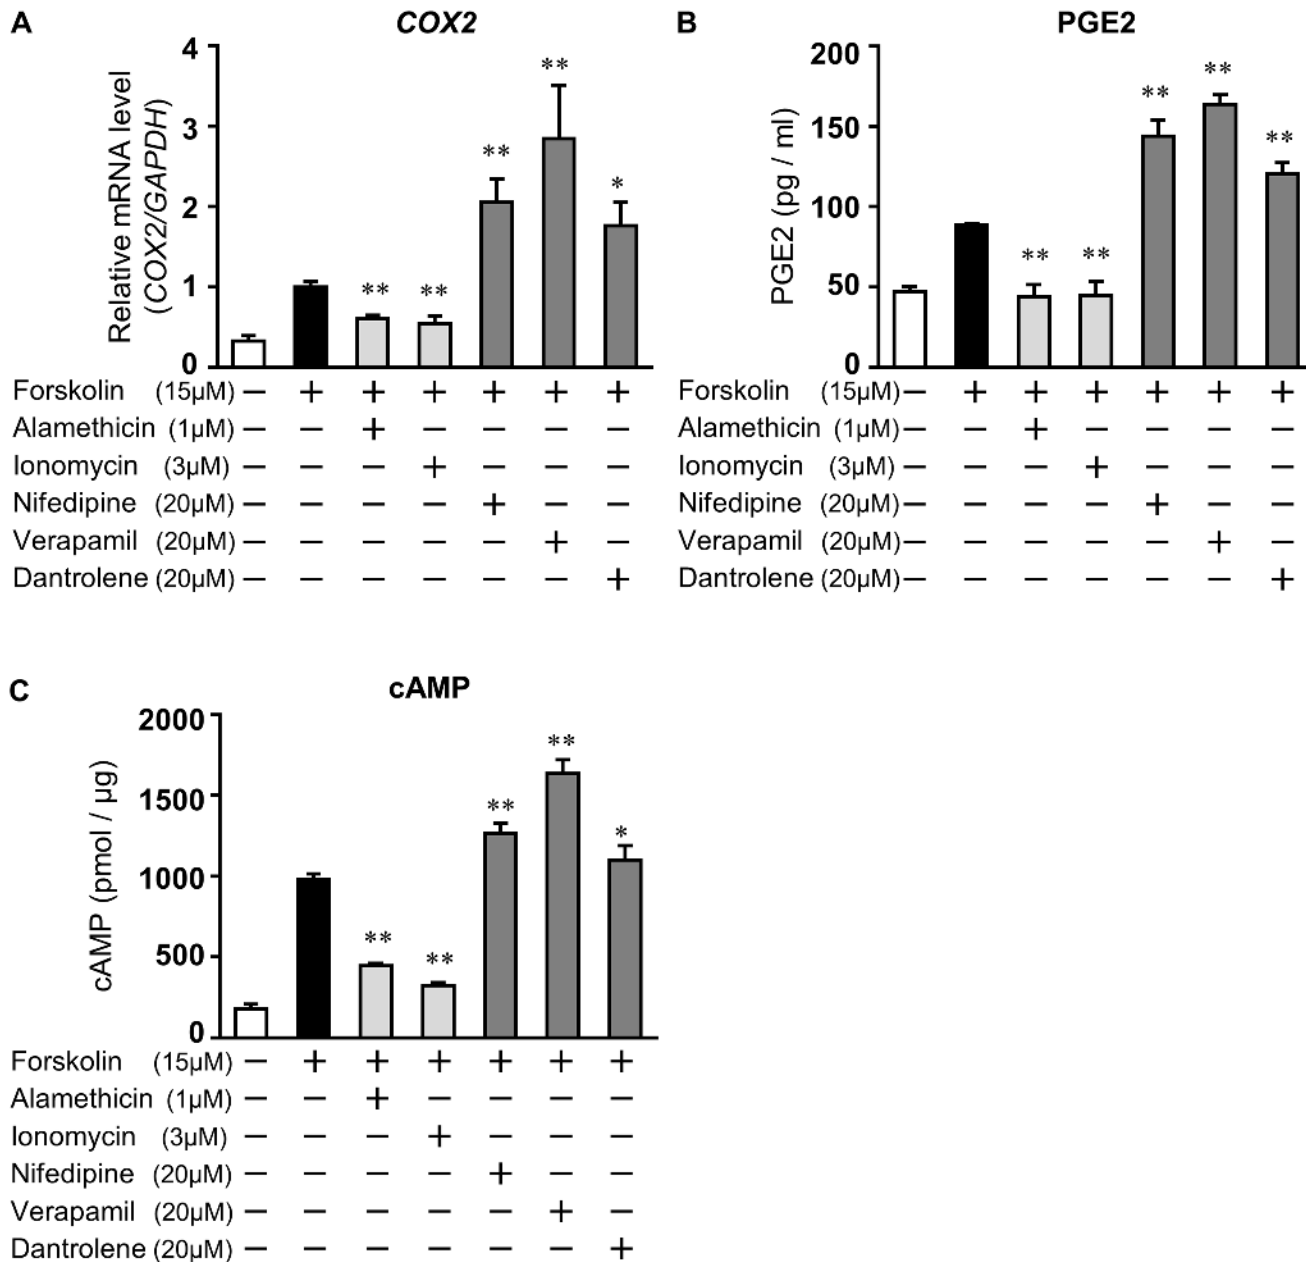 A
COX2
Relative mRNA level
(COX2/GAPDH)
4
3
2
1
0
** ** ** ** *
Forskolin (15μM) — + + + + + +
Alamethicin (1μM) — — + — — — —
Ionomycin (3μM) — — — + — — —
Nifedipine (20μM) — — — — + — —
Verapamil (20μM) — — — — — + —
Dantrolene (20μM) — — — — — — +
B
PGE2
PGE2 (pg / ml)
200
150
100
50
0
** ** ** ** **
Forskolin (15μM) — + + + + + +
Alamethicin (1μM) — — + — — — —
Ionomycin (3μM) — — — + — — —
Nifedipine (20μM) — — — — + — —
Verapamil (20μM) — — — — — + —
Dantrolene (20μM) — — — — — — +
C
cAMP
cAMP (pmol / μg)
2000
1500
1000
500
0
** ** ** ** *
Forskolin (15μM) — + + + + + +
Alamethicin (1μM) — — + — — — —
Ionomycin (3μM) — — — + — — —
Nifedipine (20μM) — — — — + — —
Verapamil (20μM) — — — — — + —
Dantrolene (20μM) — — — — — — +